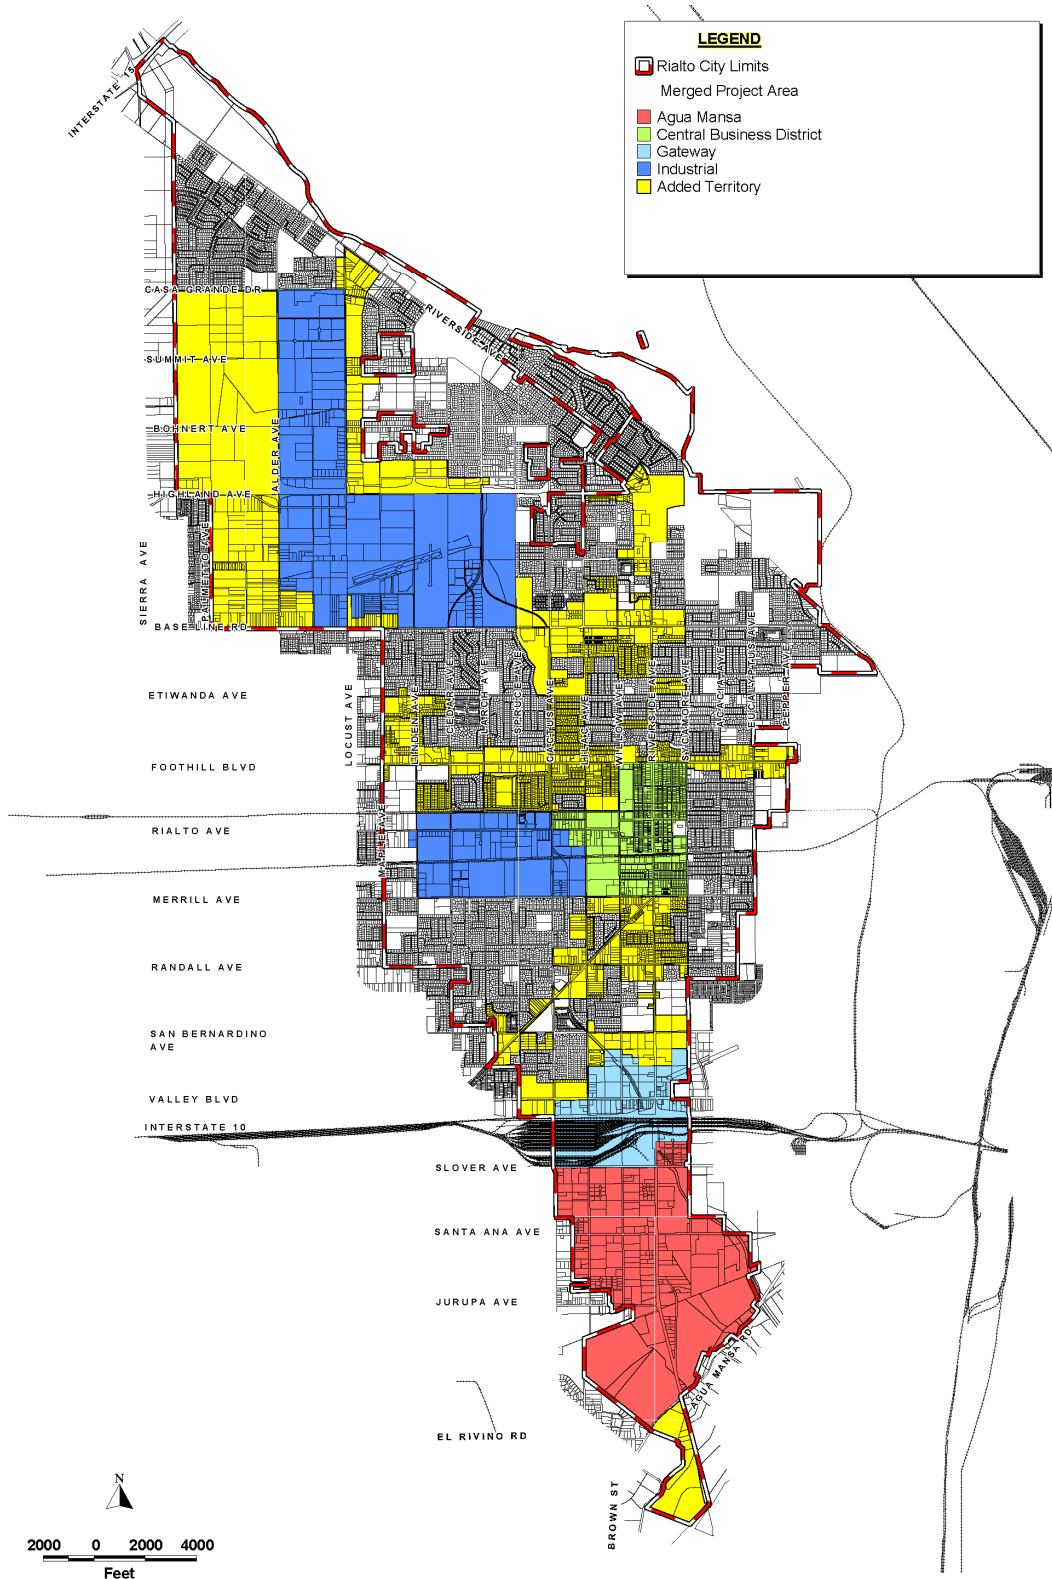 LEGEND
Rialto City Limits
Merged Project Area
Agua Mansa
Central Business District
Gateway
Industrial
Added Territory
INTERSTATE 15
CASA GRANDE DR
RIVERSIDE AVE
SUMMIT AVE
BOHNERT AVE
ALDER AVE
HIGHLAND AVE
PALMETTO AVE
SIERRA AVE
BASE LINE RD
ETIWANDA AVE
LOCUST AVE
LINDEN AVE
CEDAR AVE
LARCH AVE
SPRUCE AVE
CACTUS AVE
LILAC AVE
WILLOW AVE
RIVERSIDE AVE
SYCAMORE AVE
ACACIA AVE
EUCALYPTUS AVE
PEPPER AVE
FOOTHILL BLVD
MAPLE AVE
RIALTO AVE
MERRILL AVE
RANDALL AVE
SAN BERNARDINO
AVE
VALLEY BLVD
INTERSTATE 10
SLOVER AVE
SANTA ANA AVE
JURUPA AVE
AGUA MANSA RD
EL RIVINO RD
BROWN ST
N
2000 0 2000 4000
Feet